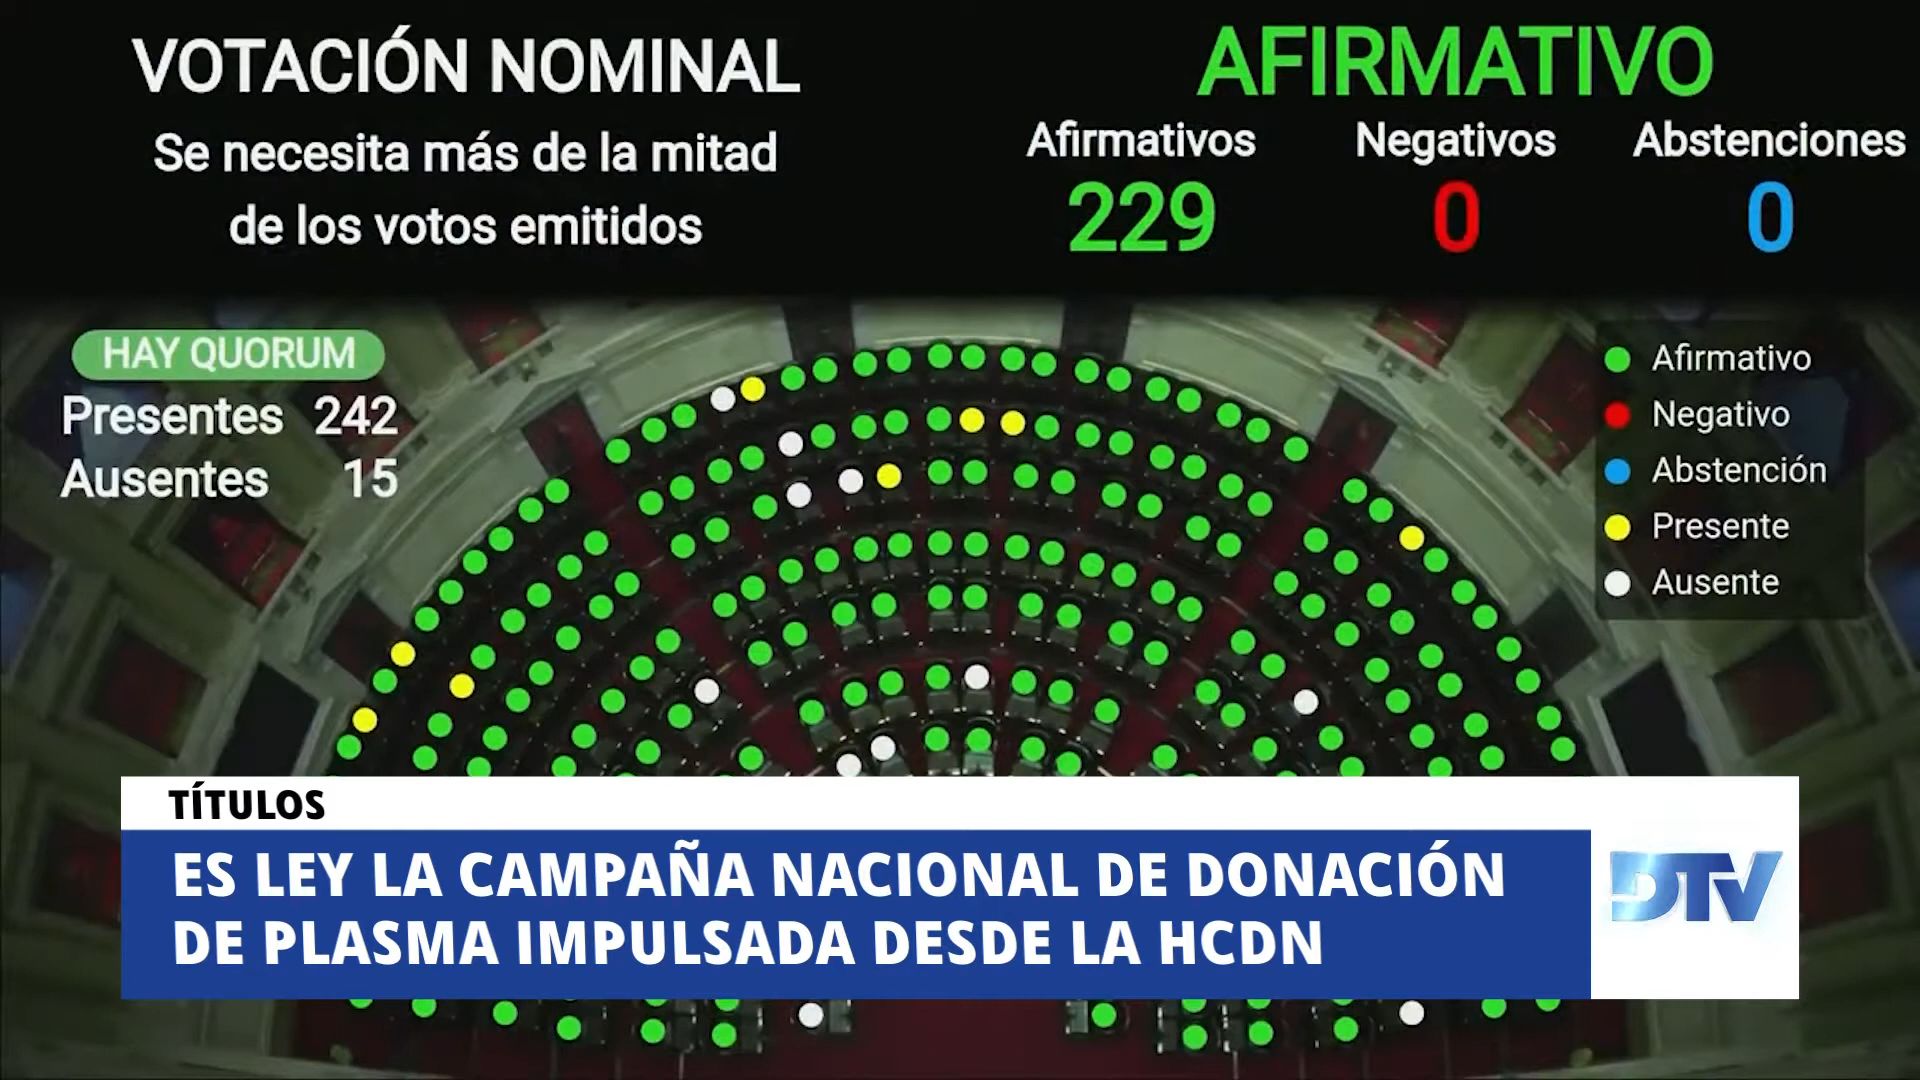 VOTACIÓN NOMINAL
Se necesita más de la mitad
de los votos emitidos
AFIRMATIVO
Afirmativos Negativos Abstenciones
229 0 0
HAY QUORUM
Presentes 242
Ausentes 15
Afirmativo
Negativo
Abstención
Presente
Ausente
TÍTULOS
ES LEY LA CAMPAÑA NACIONAL DE DONACIÓN
DE PLASMA IMPULSADA DESDE LA HCDN
DTV